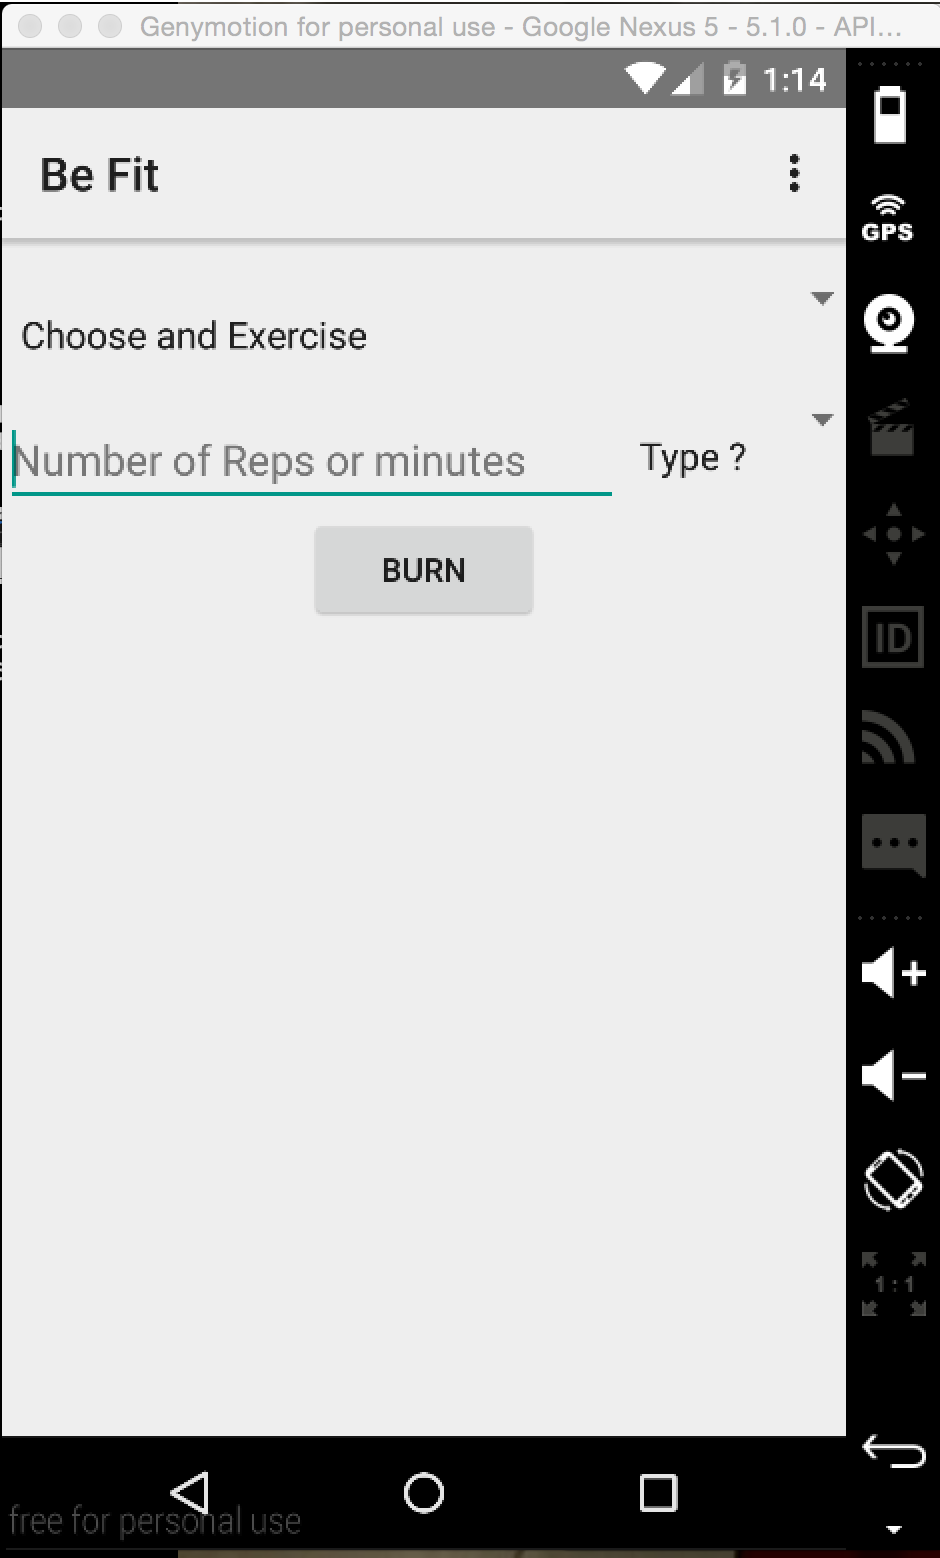 Genymotion for personal use - Google Nexus 5 - 5.1.0 - API...
1:14
Be Fit
GPS
Choose and Exercise
Number of Reps or minutes
Type ?
BURN
ID
1:1
free for personal use